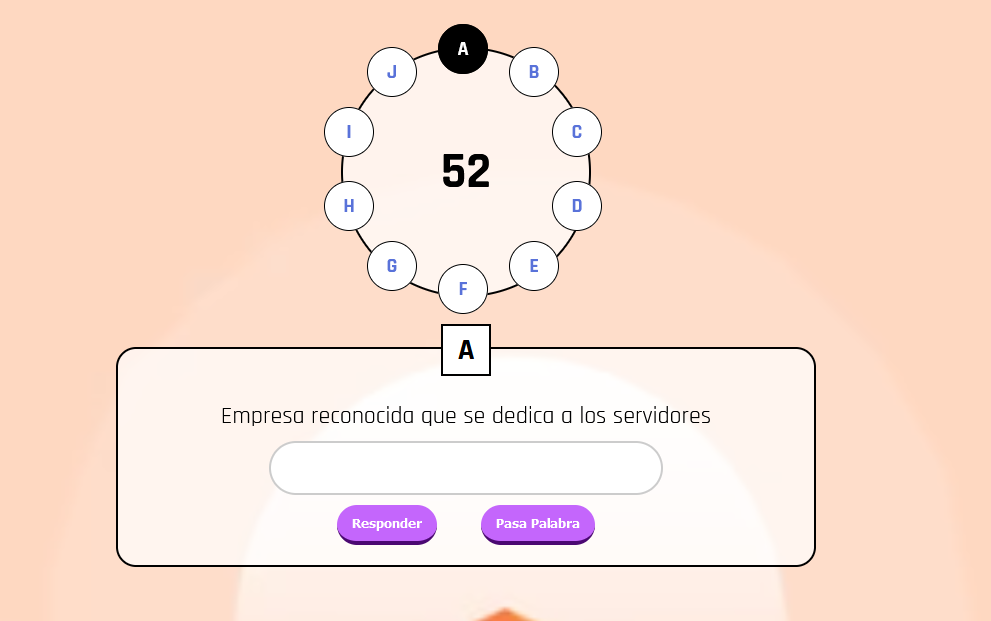 A
J
B
I
C
52
H
D
G
E
F
A
Empresa reconocida que se dedica a los servidores
Responder
Pasa Palabra